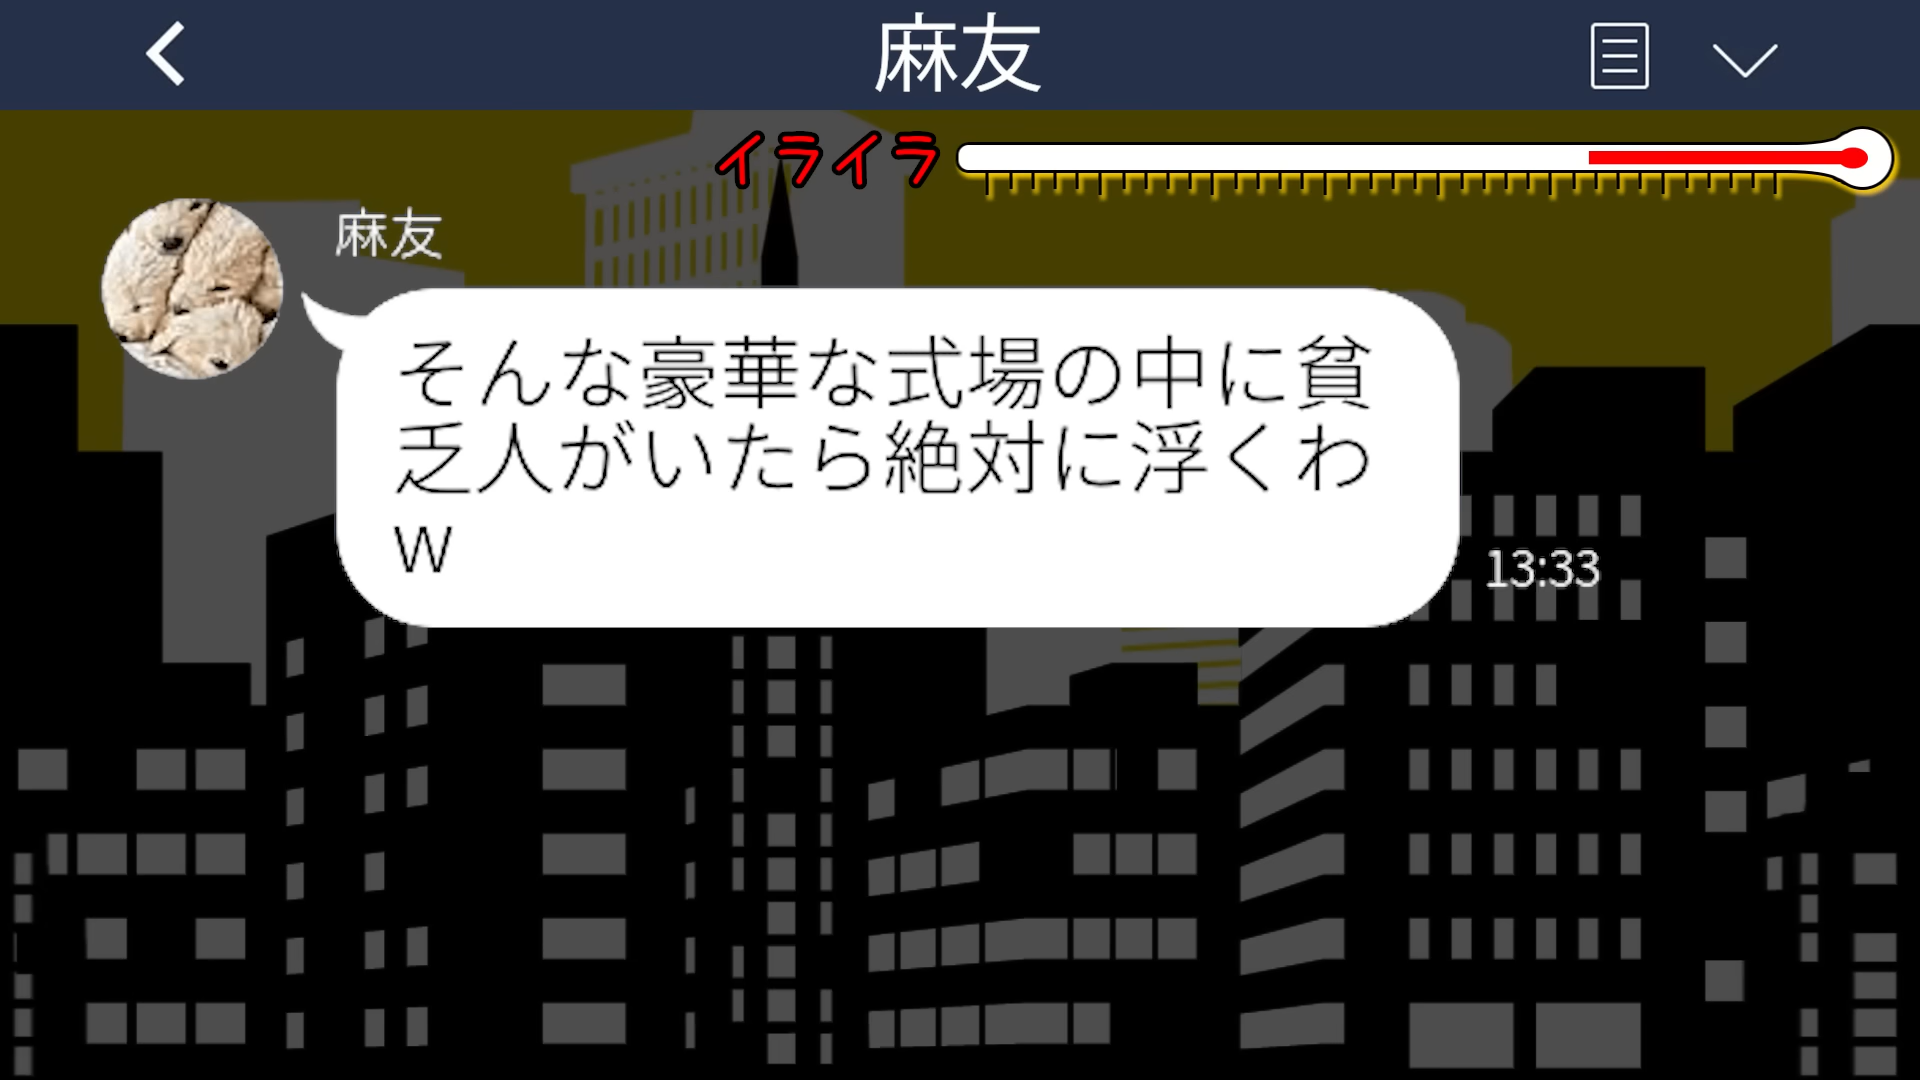 麻友
イライラ
麻友
そんな豪華な式場の中に貧
乏人がいたら絶対に浮くわ
w
13:33